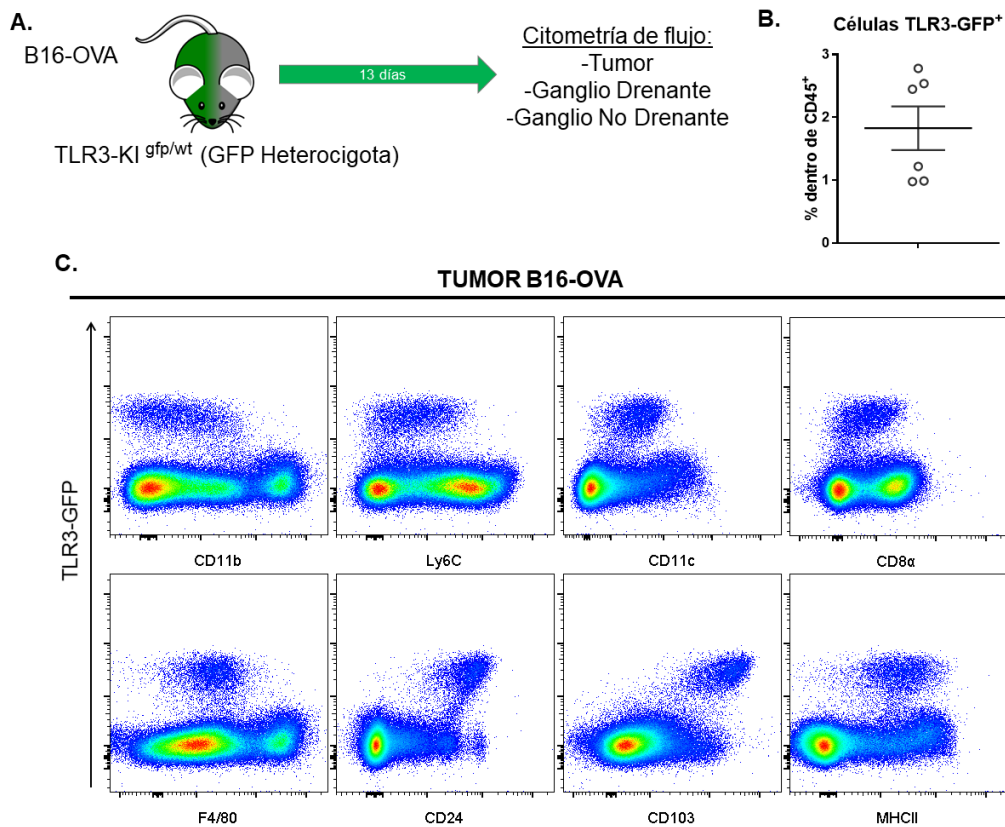 A.
B16-OVA
TLR3-KI gfp/wt (GFP Heterocigota)
13 días
Citometría de flujo:
-Tumor
-Ganglio Drenante
-Ganglio No Drenante
B.
Células TLR3-GFP+
% dentro de CD45+
3
2
1
0
C.
TUMOR B16-OVA
TLR3-GFP
CD11b
Ly6C
CD11c
CD8α
F4/80
CD24
CD103
MHCII